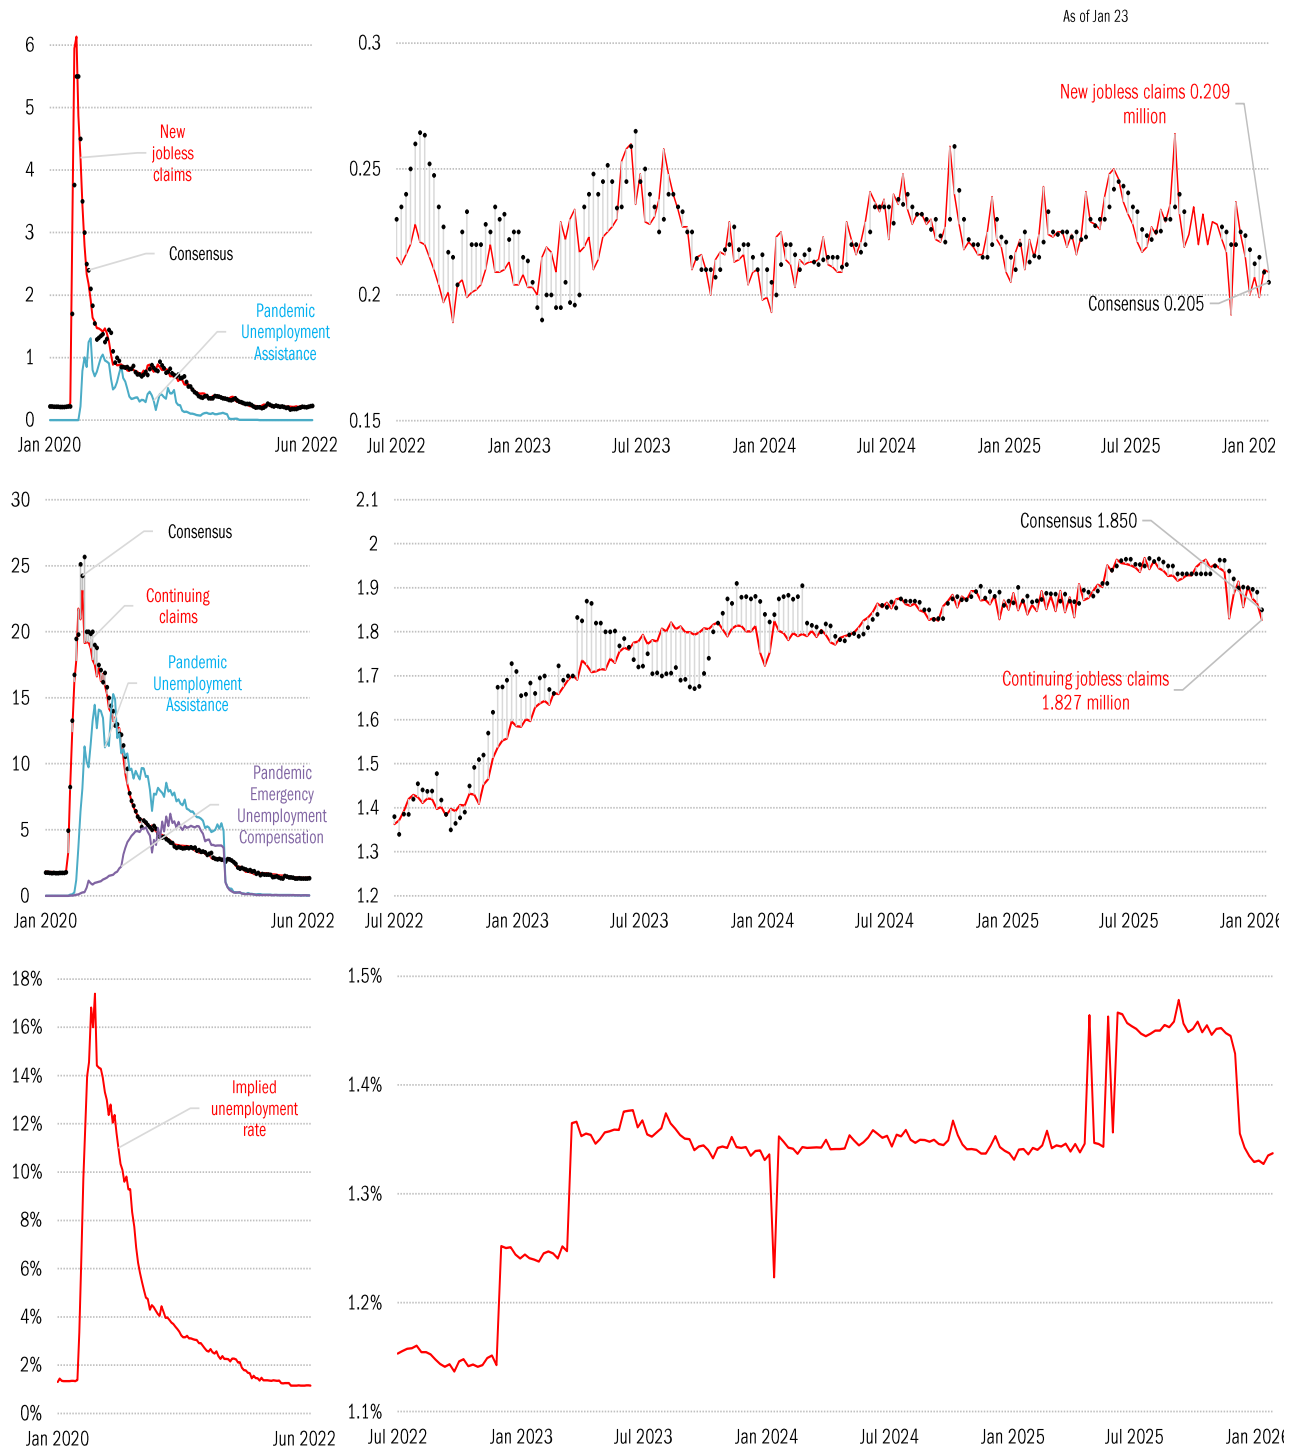 As of Jan 23
6
5
4
3
2
1
0
New
jobless
claims
Consensus
Pandemic
Unemployment
Assistance
Jan 2020
Jun 2022
0.3
0.25
0.2
0.15
New jobless claims 0.209
million
Consensus 0.205
Jul 2022
Jan 2023
Jul 2023
Jan 2024
Jul 2024
Jan 2025
Jul 2025
Jan 202
30
25
20
15
10
5
0
Consensus
Continuing
claims
Pandemic
Unemployment
Assistance
Pandemic
Emergency
Unemployment
Compensation
Jan 2020
Jun 2022
2.1
2
1.9
1.8
1.7
1.6
1.5
1.4
1.3
1.2
Consensus 1.850
Continuing jobless claims
1.827 million
Jul 2022
Jan 2023
Jul 2023
Jan 2024
Jul 2024
Jan 2025
Jul 2025
Jan 2026
18%
16%
14%
12%
10%
8%
6%
4%
2%
0%
Implied
unemployment
rate
Jan 2020
Jun 2022
1.5%
1.4%
1.3%
1.2%
1.1%
Jul 2022
Jan 2023
Jul 2023
Jan 2024
Jul 2024
Jan 2025
Jul 2025
Jan 2026